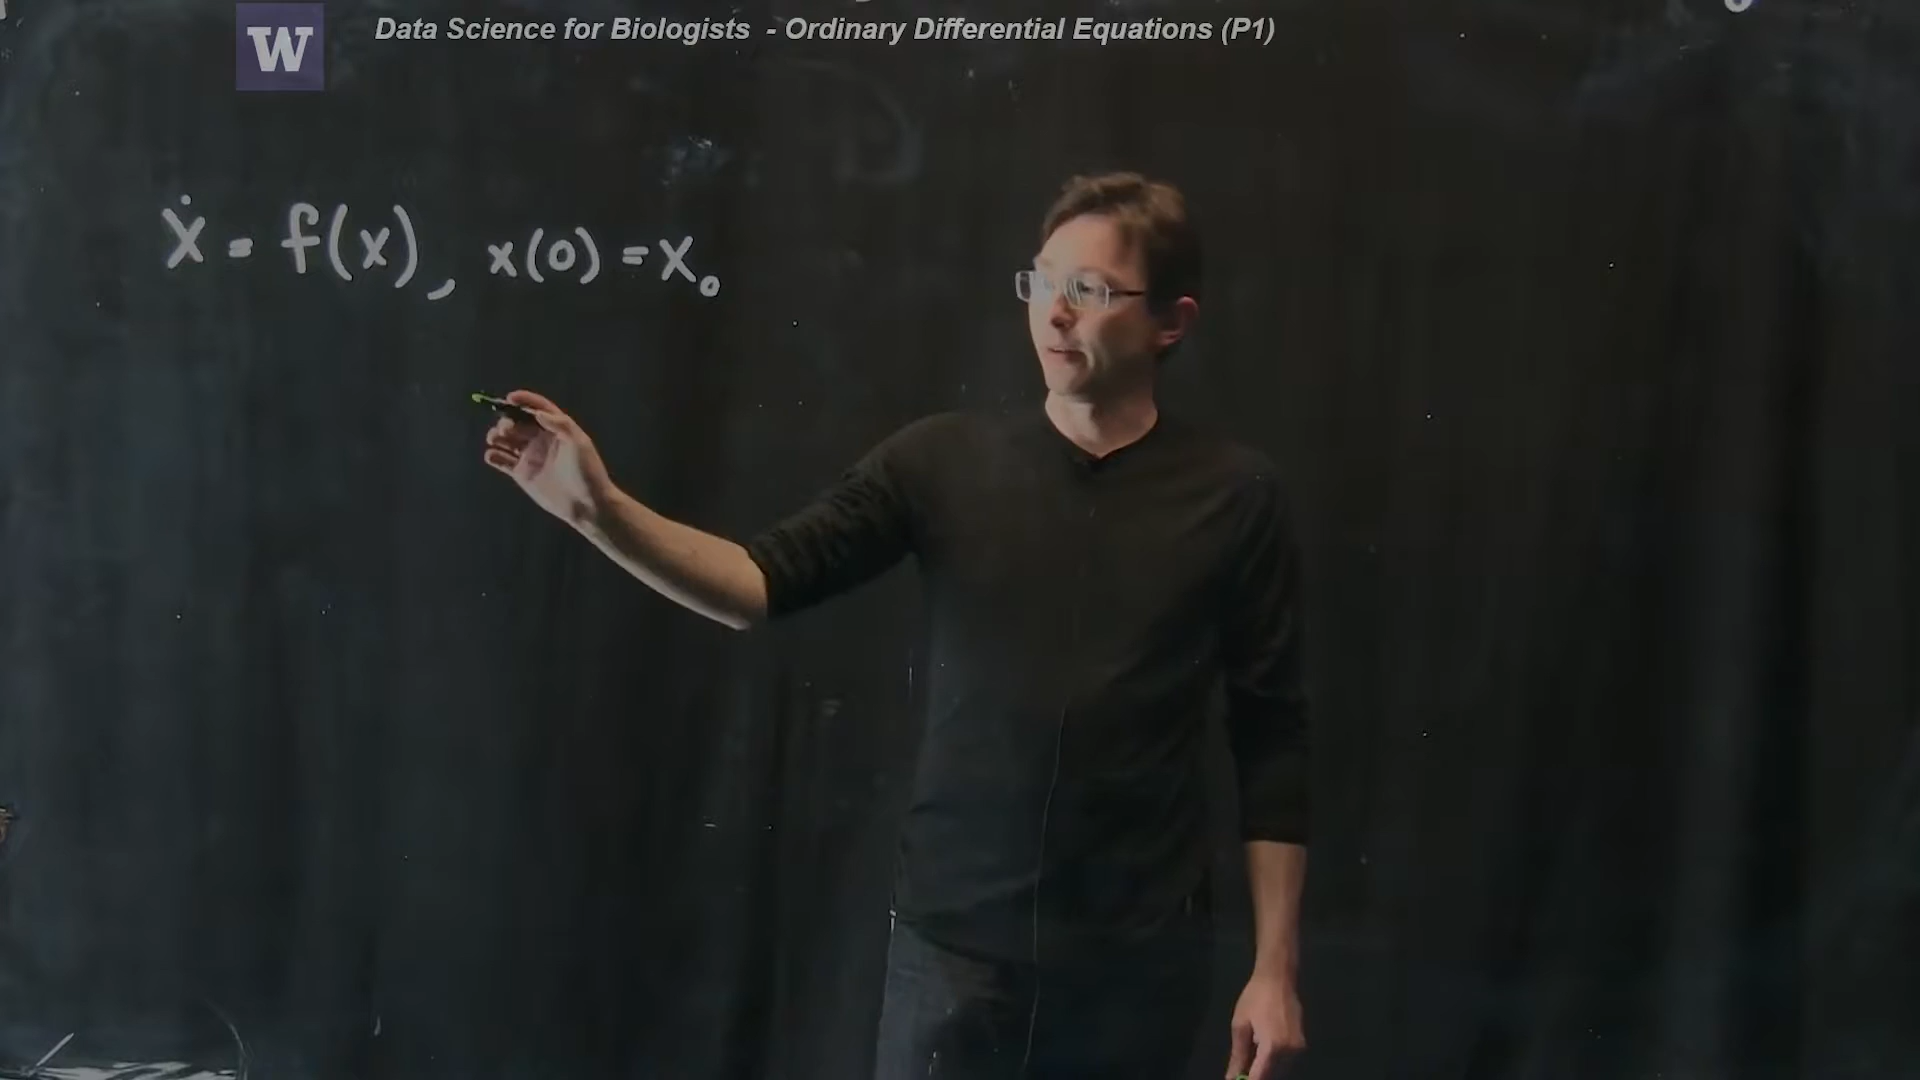 W
Data Science for Biologists - Ordinary Differential Equations (P1)
ẋ = f(x), x(0) = x₀